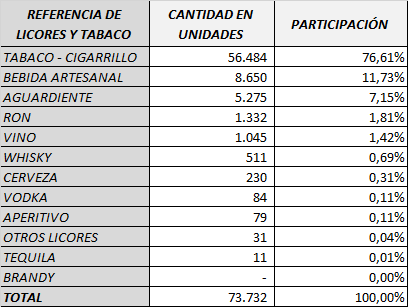 REFERENCIA DE LICORES Y TABACO CANTIDAD EN UNIDADES PARTICIPACIÓN
TABACO - CIGARRILLO 56.484 76,61%
BEBIDA ARTESANAL 8.650 11,73%
AGUARDIENTE 5.275 7,15%
RON 1.332 1,81%
VINO 1.045 1,42%
WHISKY 511 0,69%
CERVEZA 230 0,31%
VODKA 84 0,11%
APERITIVO 79 0,11%
OTROS LICORES 31 0,04%
TEQUILA 11 0,01%
BRANDY - 0,00%
TOTAL 73.732 100,00%